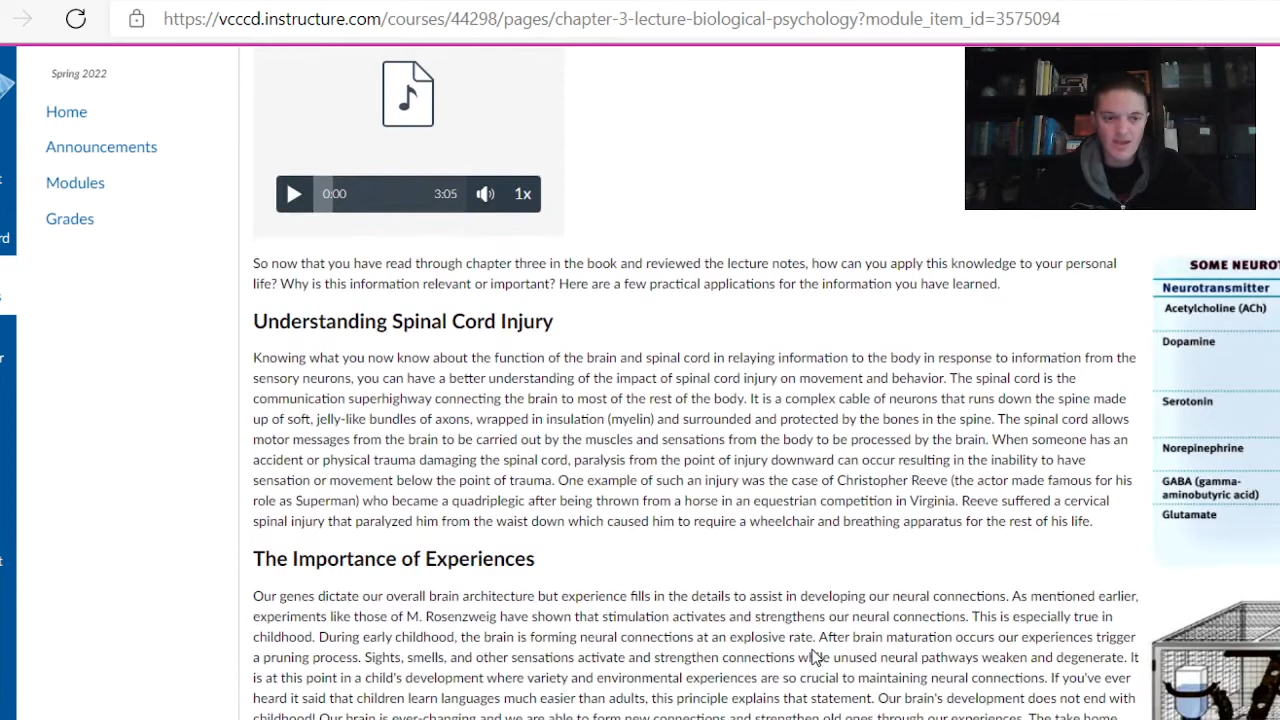 https://vcccd.instructure.com/courses/44298/pages/chapter-3-lecture-biological-psychology?module_item_id=3575094
Spring 2022
Home
Announcements
Modules
Grades
rd
0:00
3:05
1x
So now that you have read through chapter three in the book and reviewed the lecture notes, how can you apply this knowledge to your personal
life? Why is this information relevant or important? Here are a few practical applications for the information you have learned.
Understanding Spinal Cord Injury
Knowing what you now know about the function of the brain and spinal cord in relaying information to the body in response to information from the
sensory neurons, you can have a better understanding of the impact of spinal cord injury on movement and behavior. The spinal cord is the
communication superhighway connecting the brain to most of the rest of the body. It is a complex cable of neurons that runs down the spine made
up of soft, jelly-like bundles of axons, wrapped in insulation (myelin) and surrounded and protected by the bones in the spine. The spinal cord allows
motor messages from the brain to be carried out by the muscles and sensations from the body to be processed by the brain. When someone has an
accident or physical trauma damaging the spinal cord, paralysis from the point of injury downward can occur resulting in the inability to have
sensation or movement below the point of trauma. One example of such an injury was the case of Christopher Reeve (the actor made famous for his
role as Superman) who became a quadriplegic after being thrown from a horse in an equestrian competition in Virginia. Reeve suffered a cervical
spinal injury that paralyzed him from the waist down which caused him to require a wheelchair and breathing apparatus for the rest of his life.
The Importance of Experiences
Our genes dictate our overall brain architecture but experience fills in the details to assist in developing our neural connections. As mentioned earlier,
experiments like those of M. Rosenzweig have shown that stimulation activates and strengthens our neural connections. This is especially true in
childhood. During early childhood, the brain is forming neural connections at an explosive rate. After brain maturation occurs our experiences trigger
a pruning process. Sights, smells, and other sensations activate and strengthen connections while unused neural pathways weaken and degenerate. It
is at this point in a child's development where variety and environmental experiences are so crucial to maintaining neural connections. If you've ever
heard it said that children learn languages much easier than adults, this principle explains that statement. Our brain's development does not end with
childhood! Our brain is ever-changing and we are able to form new connections and strengthen old ones through our experiences. The take home
SOME NEUROT
Neurotransmitter
Acetylcholine (ACh)
Dopamine
Serotonin
Norepinephrine
GABA (gamma-
aminobutyric acid)
Glutamate